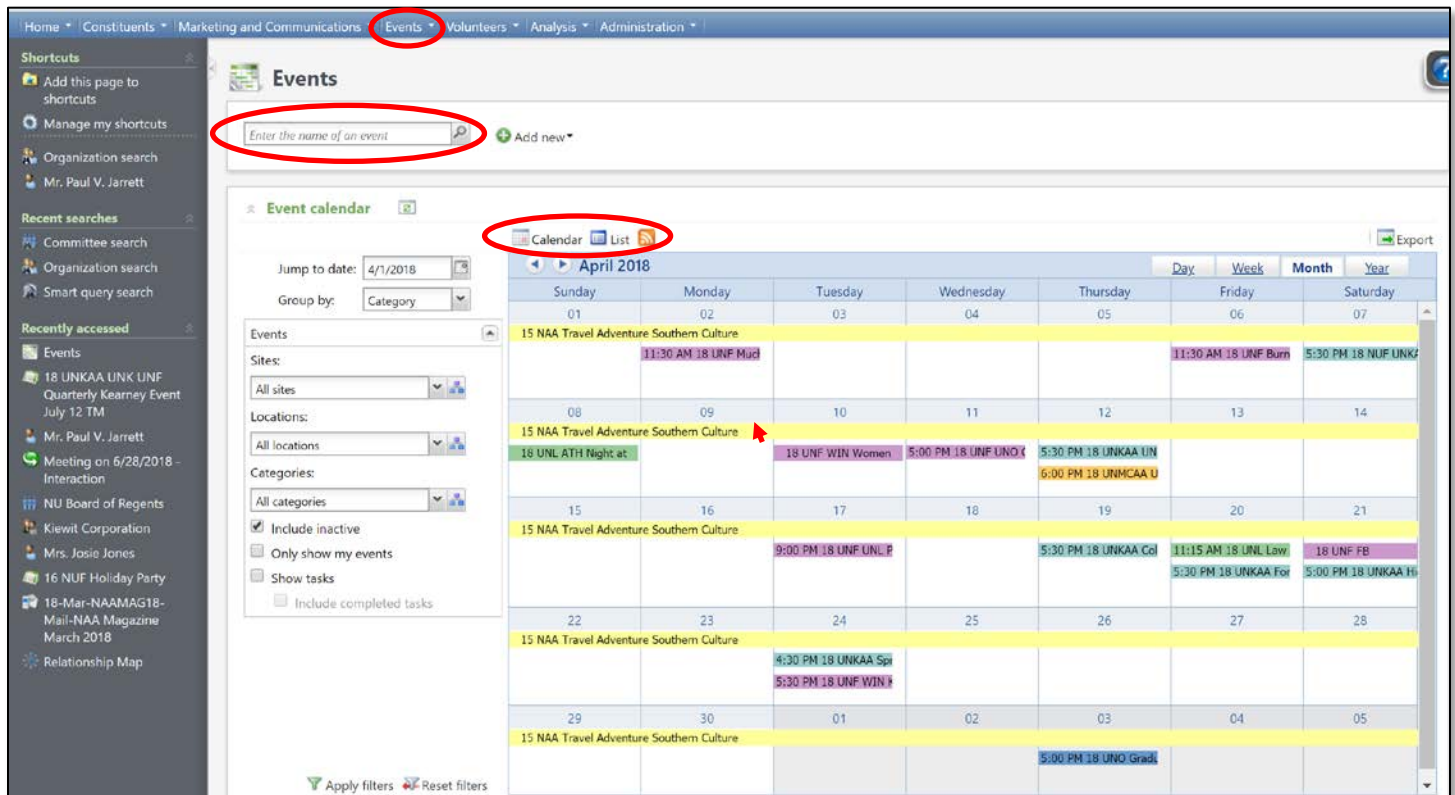 Home Constituents Marketing and Communications Events Volunteers Analysis Administration
Shortcuts
Add this page to
shortcuts
Manage my shortcuts
Organization search
Mr. Paul V. Jarrett
Recent searches
Committee search
Organization search
Smart query search
Recently accessed
Events
18 UNKAA UNK UNF
Quarterly Kearney Event
July 12 TM
Mr. Paul V. Jarrett
Meeting on 6/28/2018 -
Interaction
NU Board of Regents
Kiewit Corporation
Mrs. Josie Jones
16 NUF Holiday Party
18-Mar-NAAMAG18-
Mail-NAA Magazine
March 2018
Relationship Map
Events
Enter the name of an event
Add new
Event calendar
Calendar List
Export
Jump to date: 4/1/2018
Group by: Category
Events
Sites:
All sites
Locations:
All locations
Categories:
All categories
Include inactive
Only show my events
Show tasks
Include completed tasks
Apply filters Reset filters
April 2018
Day Week Month Year
Sunday Monday Tuesday Wednesday Thursday Friday Saturday
01 02 03 04 05 06 07
15 NAA Travel Adventure Southern Culture
11:30 AM 18 UNF 11:30 AM 18 UNF Burn 5:30 PM 18 NUF
08 09 10 11 12 13 14
15 NAA Travel Adventure Southern Culture
18 UNL ATH Night at 18 UNF WIN Women 5:00 PM 18 UNF UNO 5:30 PM 18 UNKAA UN
6:00 PM 18 UNMCAA U
15 16 17 18 19 20 21
15 NAA Travel Adventure Southern Culture
9:00 PM 18 UNF UNL P 5:30 PM 18 UNKAA Col 11:15 AM 18 UNL Law 18 UNF FB
5:30 PM 18 UNKAA For 5:00 PM 18 UNKAA Hi
22 23 24 25 26 27 28
15 NAA Travel Adventure Southern Culture
4:30 PM 18 UNKAA Spr
5:30 PM 18 UNF WIN
29 30 01 02 03 04 05
15 NAA Travel Adventure Southern Culture
5:00 PM 18 UNO Gradu